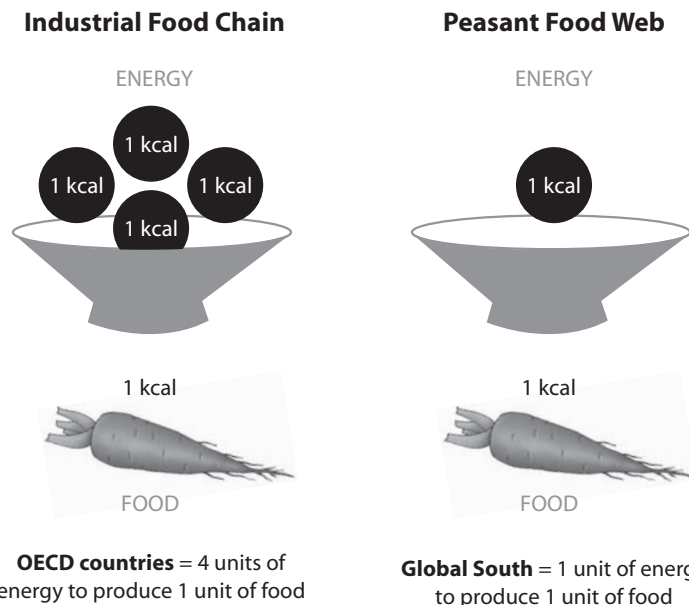 Industrial Food Chain
ENERGY
1 kcal
1 kcal
1 kcal
1 kcal
1 kcal
FOOD
OECD countries = 4 units of
energy to produce 1 unit of food
Peasant Food Web
ENERGY
1 kcal
1 kcal
FOOD
Global South = 1 unit of energ
to produce 1 unit of food